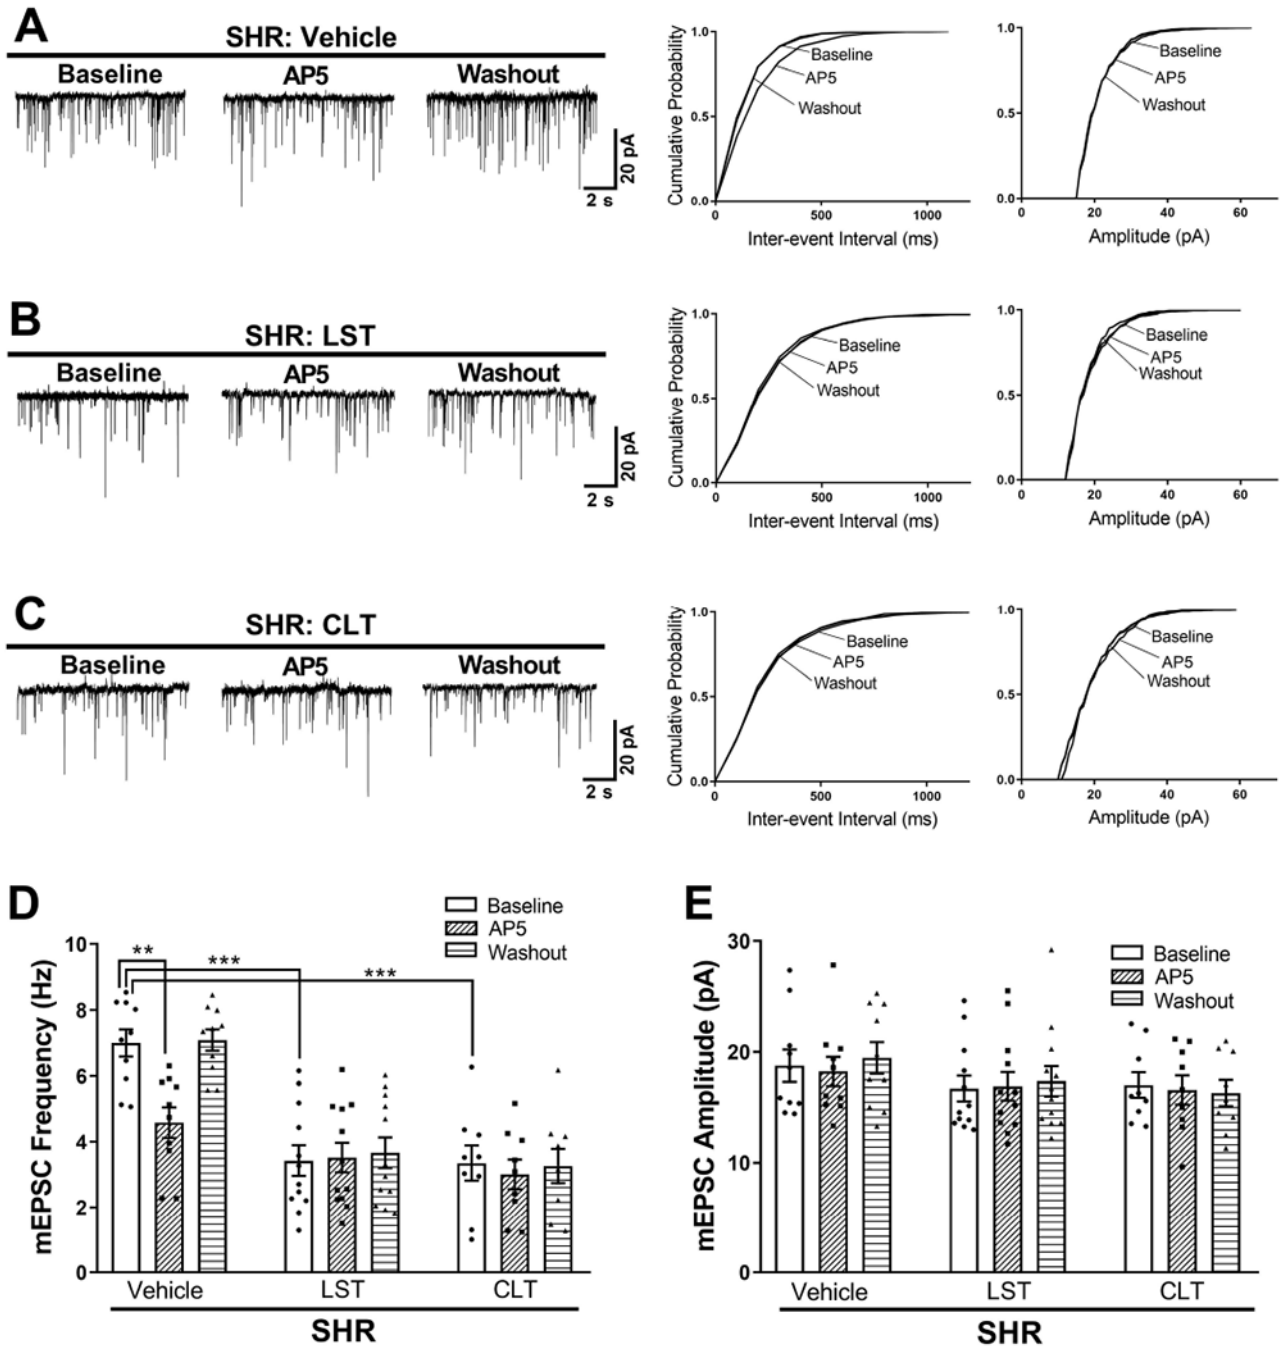 A
SHR: Vehicle
Baseline AP5 Washout
20 pA
2 s
Cumulative Probability
1.0
0.5
0.0
0 500 1000
Inter-event Interval (ms)
Baseline
AP5
Washout
1.0
0.5
0.0
0 20 40 60
Amplitude (pA)
Baseline
AP5
Washout
B
SHR: LST
Baseline AP5 Washout
20 pA
2 s
Cumulative Probability
1.0
0.5
0.0
0 500 1000
Inter-event Interval (ms)
Baseline
AP5
Washout
1.0
0.5
0.0
0 20 40 60
Amplitude (pA)
Baseline
AP5
Washout
C
SHR: CLT
Baseline AP5 Washout
20 pA
2 s
Cumulative Probability
1.0
0.5
0.0
0 500 1000
Inter-event Interval (ms)
Baseline
AP5
Washout
1.0
0.5
0.0
0 20 40 60
Amplitude (pA)
Baseline
AP5
Washout
D
Baseline
AP5
Washout
mEPSC Frequency (Hz)
10
8
6
4
2
0
**
***
***
Vehicle LST CLT
SHR
E
Baseline
AP5
Washout
mEPSC Amplitude (pA)
30
20
10
0
Vehicle LST CLT
SHR